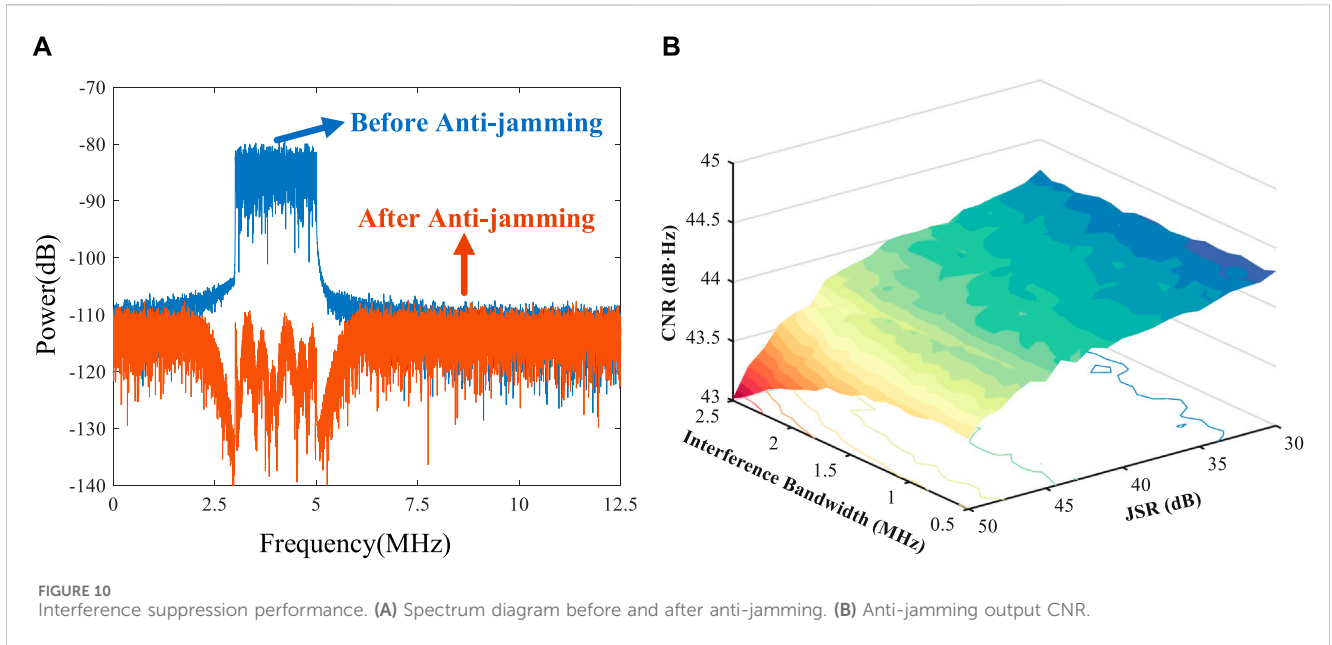 A
-70
-80
-90
-100
-110
-120
-130
-140
Power(dB)
Before Anti-jamming
After Anti-jamming
0
2.5
5
7.5
10
12.5
Frequency(MHz)
B
45
44.5
44
43.5
43
CNR (dB·Hz)
2.5
2
1.5
1
0.5
Interference Bandwidth (MHz)
50
45
40
35
30
JSR (dB)
FIGURE 10
Interference suppression performance. (A) Spectrum diagram before and after anti-jamming. (B) Anti-jamming output CNR.